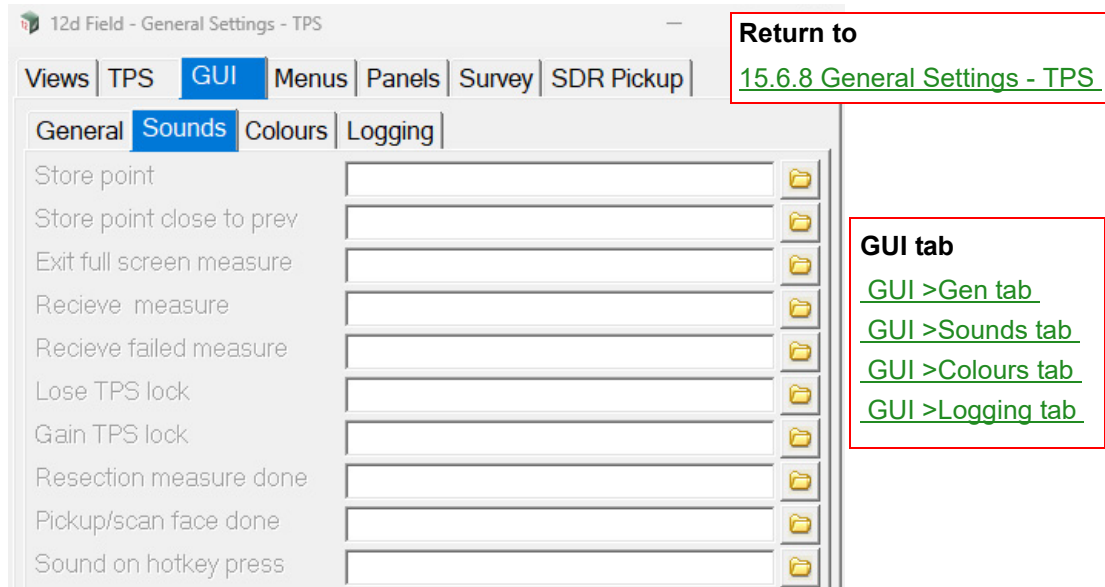 12d Field - General Settings - TPS
Views TPS GUI Menus Panels Survey SDR Pickup
General Sounds Colours Logging
Store point
Store point close to prev
Exit full screen measure
Recieve measure
Recieve failed measure
Lose TPS lock
Gain TPS lock
Resection measure done
Pickup/scan face done
Sound on hotkey press
Return to
15.6.8 General Settings - TPS
GUI tab
GUI >Gen tab
GUI >Sounds tab
GUI >Colours tab
GUI >Logging tab